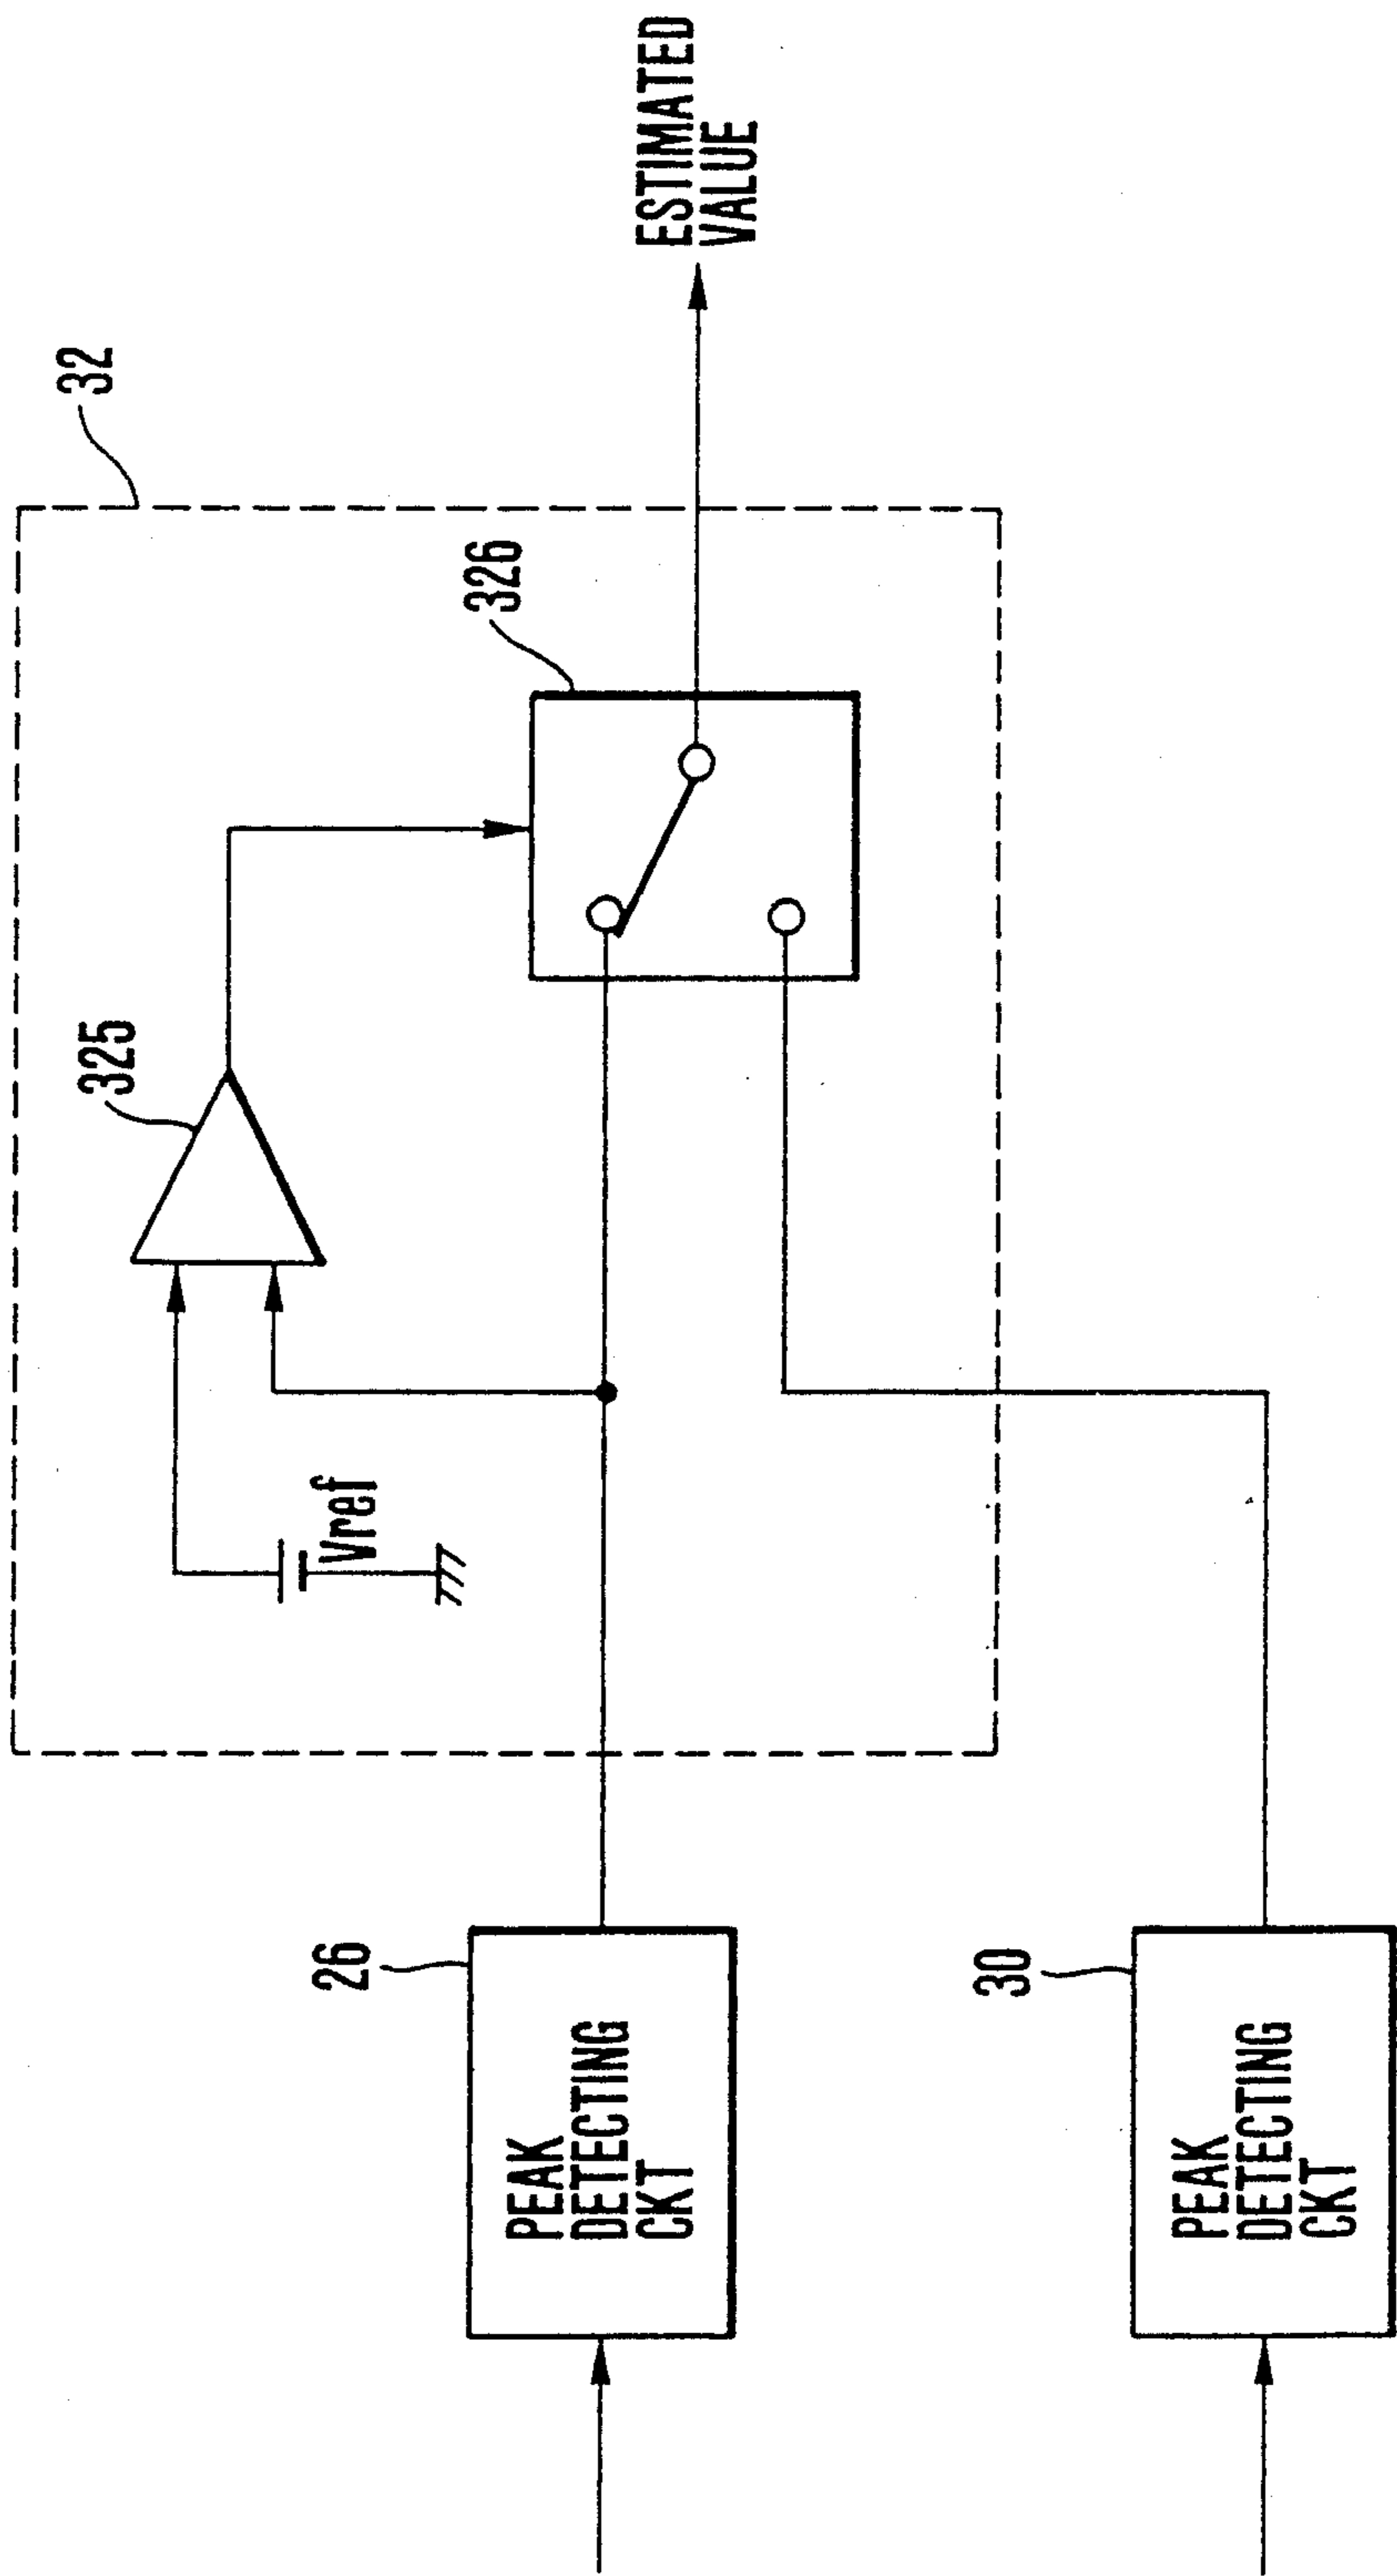 32
325
326
Vref
ESTIMATED
VALUE
26
PEAK
DETECTING
CKT
30
PEAK
DETECTING
CKT